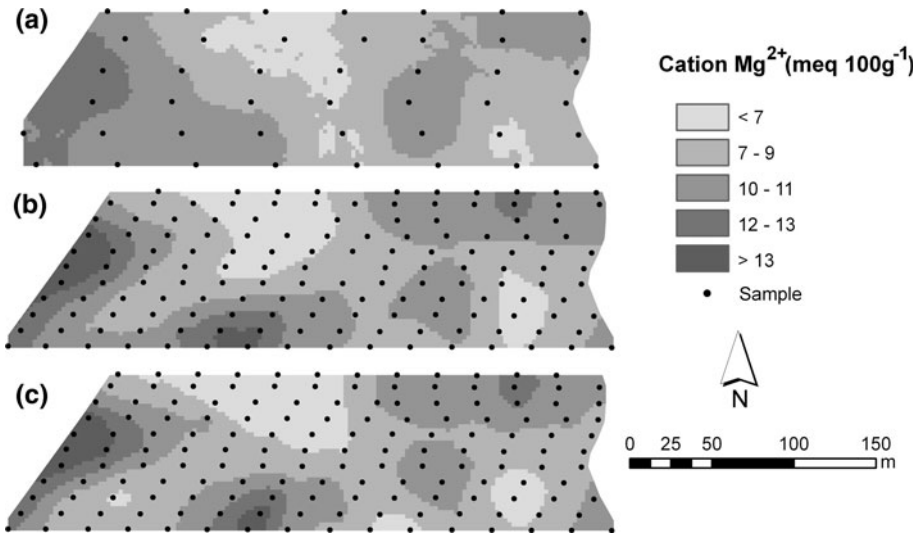 (a)
(b)
(c)
Cation Mg²⁺(meq 100g⁻¹)
< 7
7 - 9
10 - 11
12 - 13
> 13
Sample
N
0 25 50 100 150
m